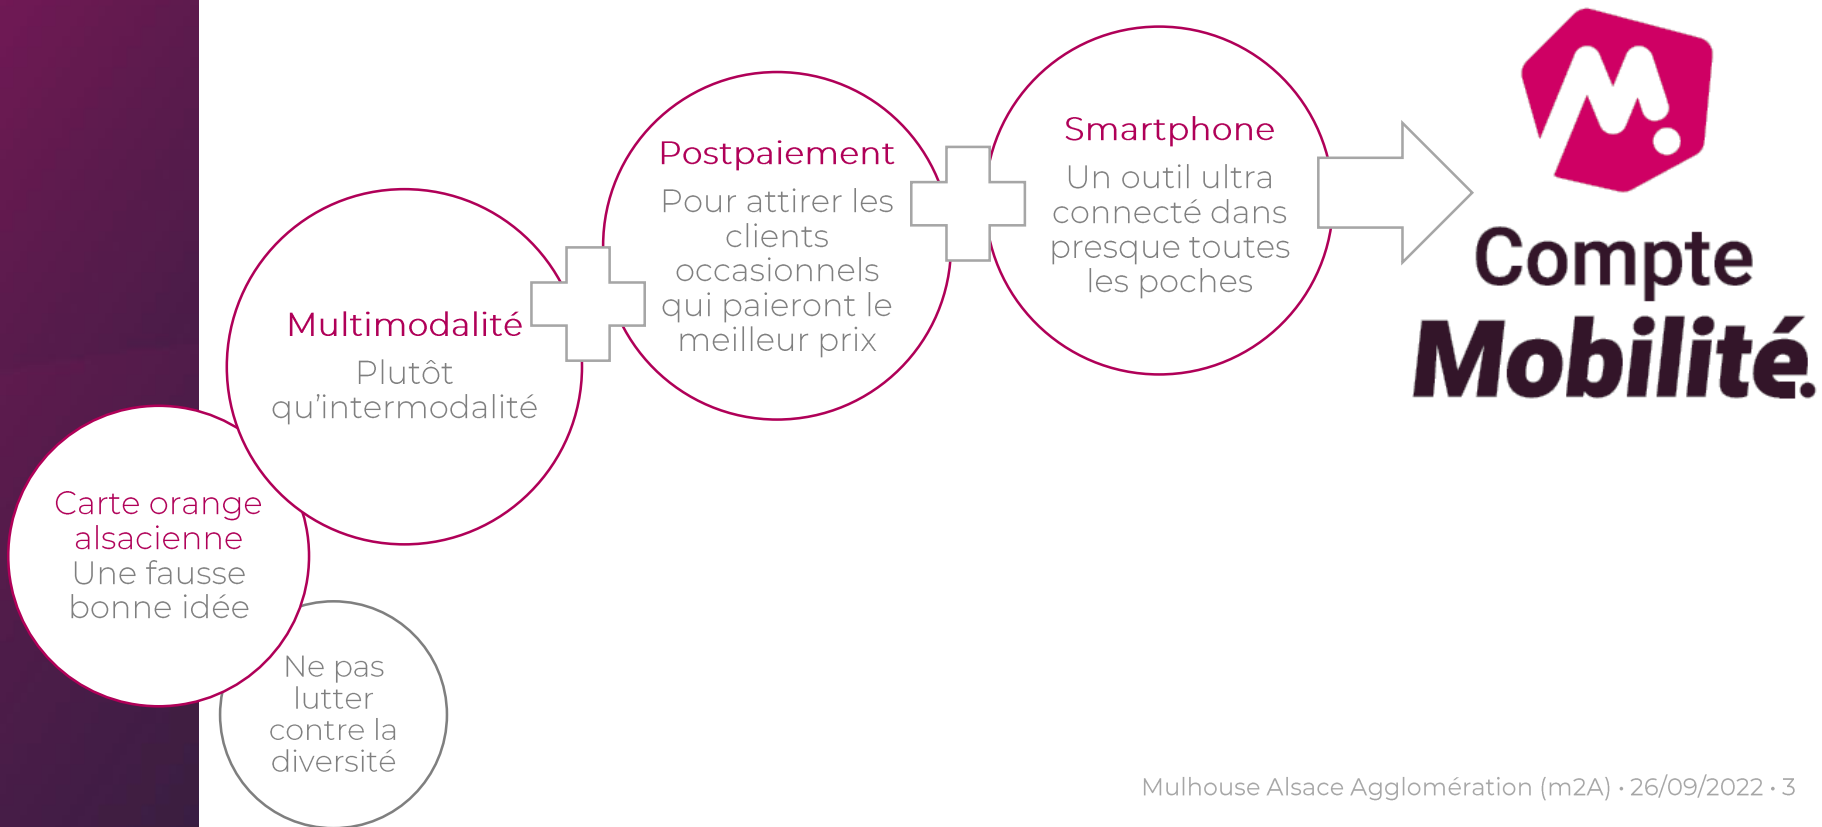 Carte orange
alsacienne
Une fausse
bonne idée
Ne pas
lutter
contre la
diversité
Multimodalité
Plutôt
qu’intermodalité
Postpaiement
Pour attirer les
clients
occasionnels
qui paieront le
meilleur prix
Smartphone
Un outil ultra
connecté dans
presque toutes
les poches
M.
Compte
Mobilité.
Mulhouse Alsace Agglomération (m2A) • 26/09/2022 • 3